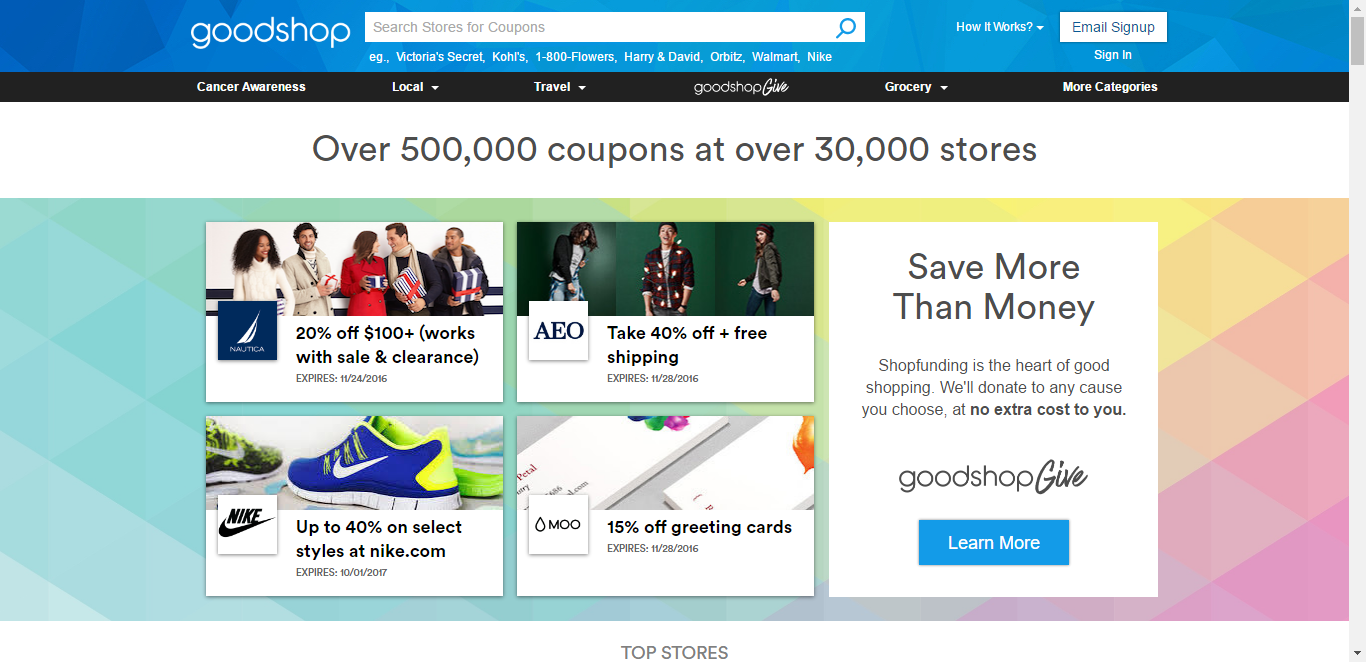 goodshop
Search Stores for Coupons
How It Works?
Email Signup
eg., Victoria's Secret, Kohl's, 1-800-Flowers, Harry & David, Orbitz, Walmart, Nike
Sign In
Cancer Awareness Local Travel goodshop Give Grocery More Categories
Over 500,000 coupons at over 30,000 stores
NAUTICA
20% off $100+ (works
with sale & clearance)
EXPIRES: 11/24/2016
AEO
Take 40% off + free
shipping
EXPIRES: 11/28/2016
NIKE
Up to 40% on select
styles at nike.com
EXPIRES: 10/01/2017
Petal
Petal
MOO
15% off greeting cards
EXPIRES: 11/28/2016
Save More
Than Money
Shopfunding is the heart of good
shopping. We'll donate to any cause
you choose, at no extra cost to you.
goodshop Give
Learn More
TOP STORES